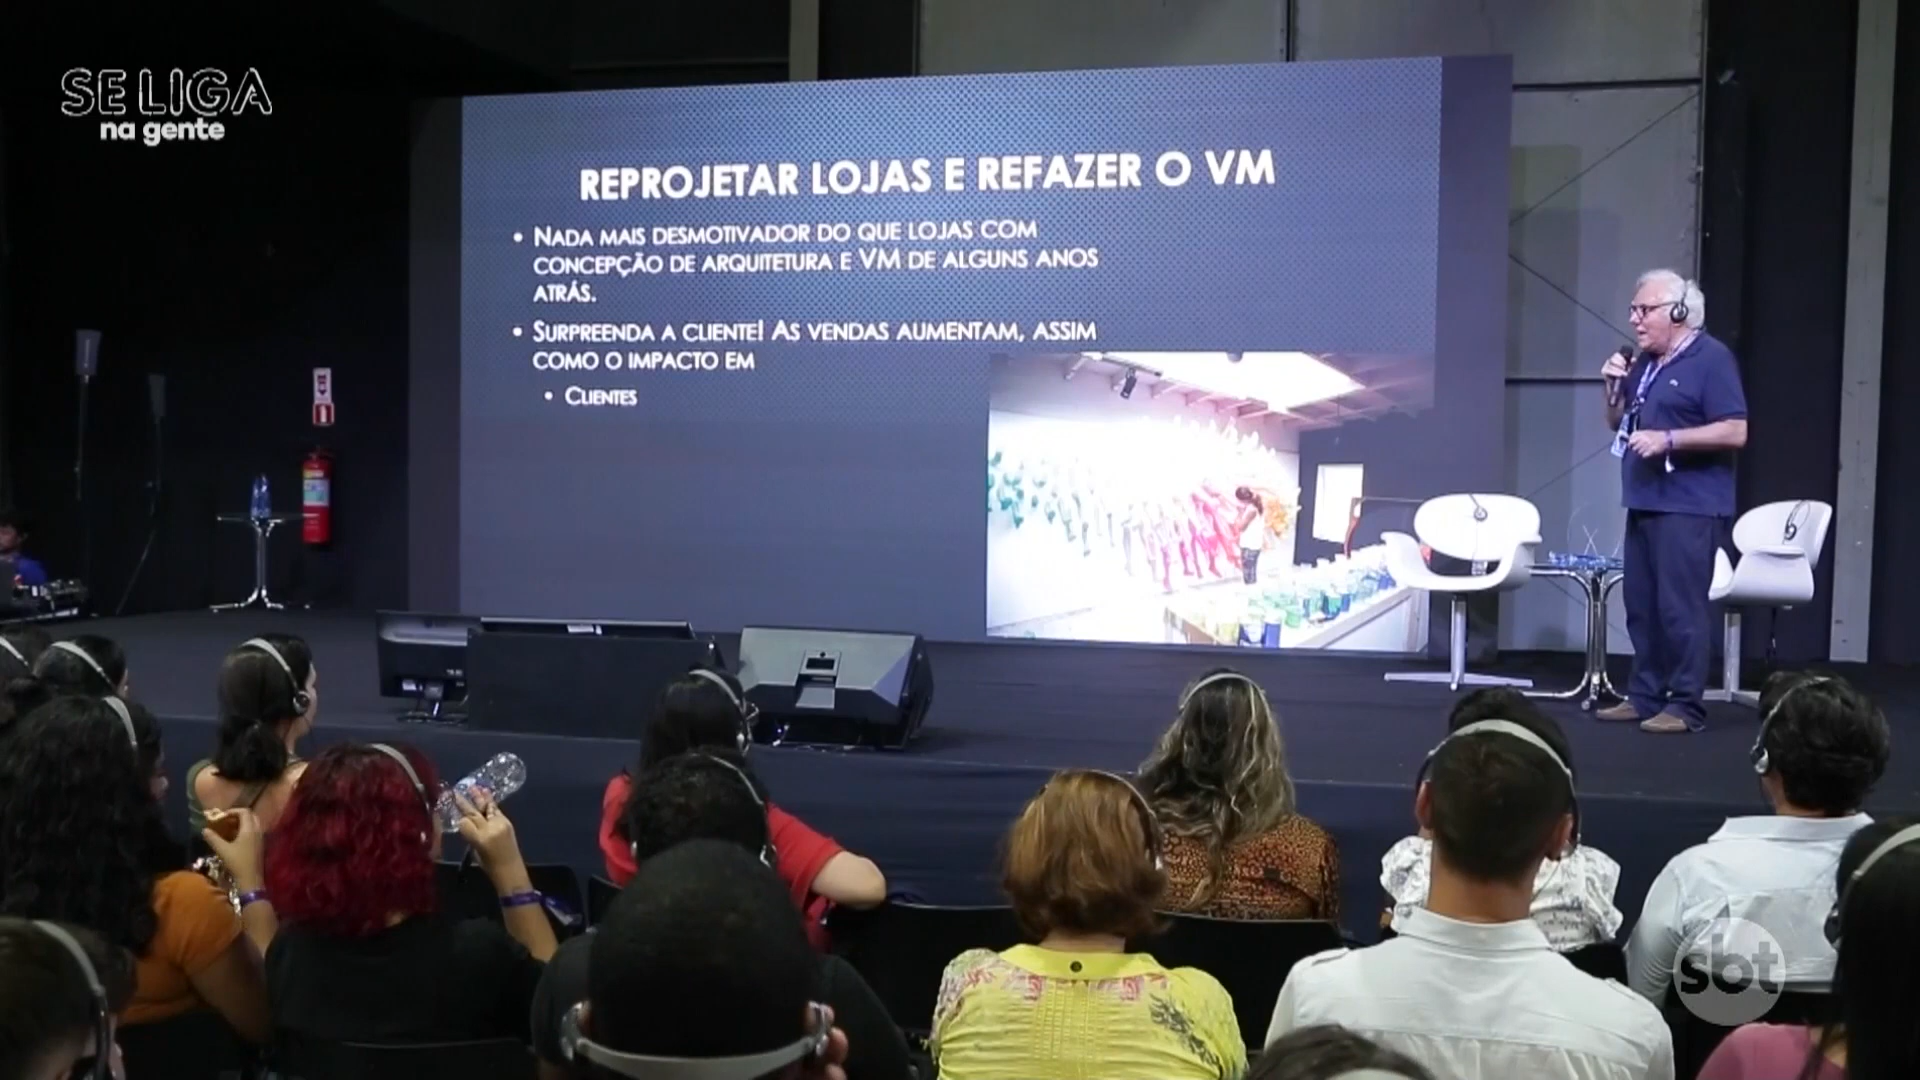 SE LIGA
na gente
REPROJETAR LOJAS E REFAZER O VM
• NADA MAIS DESMOTIVADOR DO QUE LOJAS COM
CONCEPÇÃO DE ARQUITETURA E VM DE ALGUNS ANOS
ATRÁS.
• SURPREENDA A CLIENTE! AS VENDAS AUMENTAM, ASSIM
COMO O IMPACTO EM
• CLIENTES
sbt